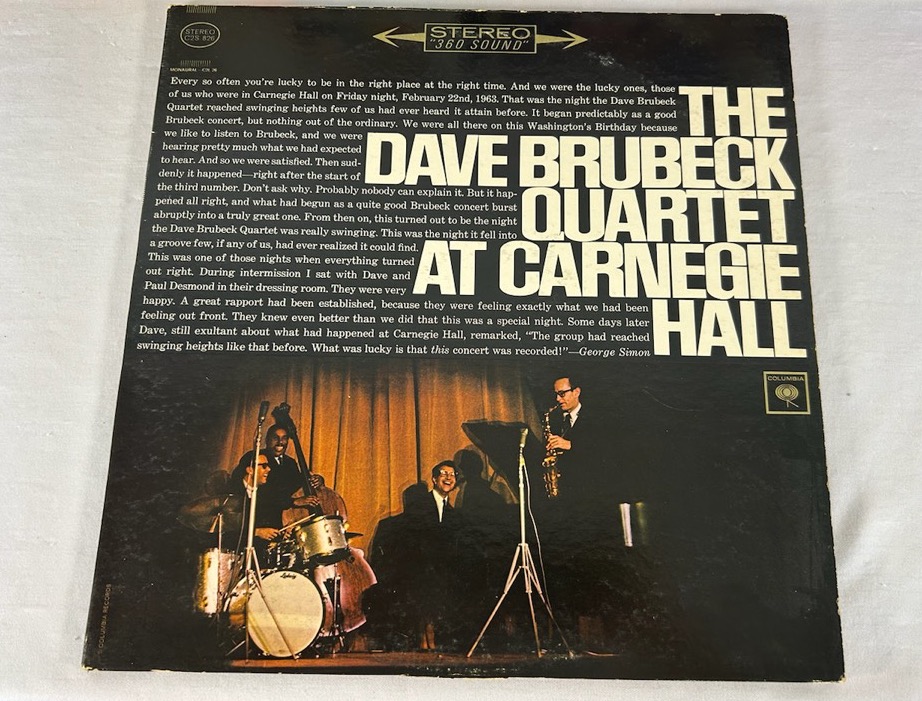 STEREO
C2S 826
STEREO
"360 SOUND"
MONAURAL - C2L 26
Every so often you're lucky to be in the right place at the right time. And we were the lucky ones, those
of us who were in Carnegie Hall on Friday night, February 22nd, 1963. That was the night the Dave Brubeck
Quartet reached swinging heights few of us had ever heard it attain before. It began predictably as a good
Brubeck concert, but nothing out of the ordinary. We were all there on this Washington's Birthday because
we like to listen to Brubeck, and we were
hearing pretty much what we had expected
to hear. And so we were satisfied. Then sud-
denly it happened—right after the start of
the third number. Don't ask why. Probably nobody can explain it. But it hap-
pened all right, and what had begun as a quite good Brubeck concert burst
abruptly into a truly great one. From then on, this turned out to be the night
the Dave Brubeck Quartet was really swinging. This was the night it fell into
a groove few, if any of us, had ever realized it could find.
This was one of those nights when everything turned
out right. During intermission I sat with Dave and
Paul Desmond in their dressing room. They were very
happy. A great rapport had been established, because they were feeling exactly what we had been
feeling out front. They knew even better than we did that this was a special night. Some days later
Dave, still exultant about what had happened at Carnegie Hall, remarked, "The group had reached
swinging heights like that before. What was lucky is that this concert was recorded!"—George Simon
THE
DAVE BRUBECK
QUARTET
AT CARNEGIE
HALL
COLUMBIA
Ludwig
COLUMBIA RECORDS